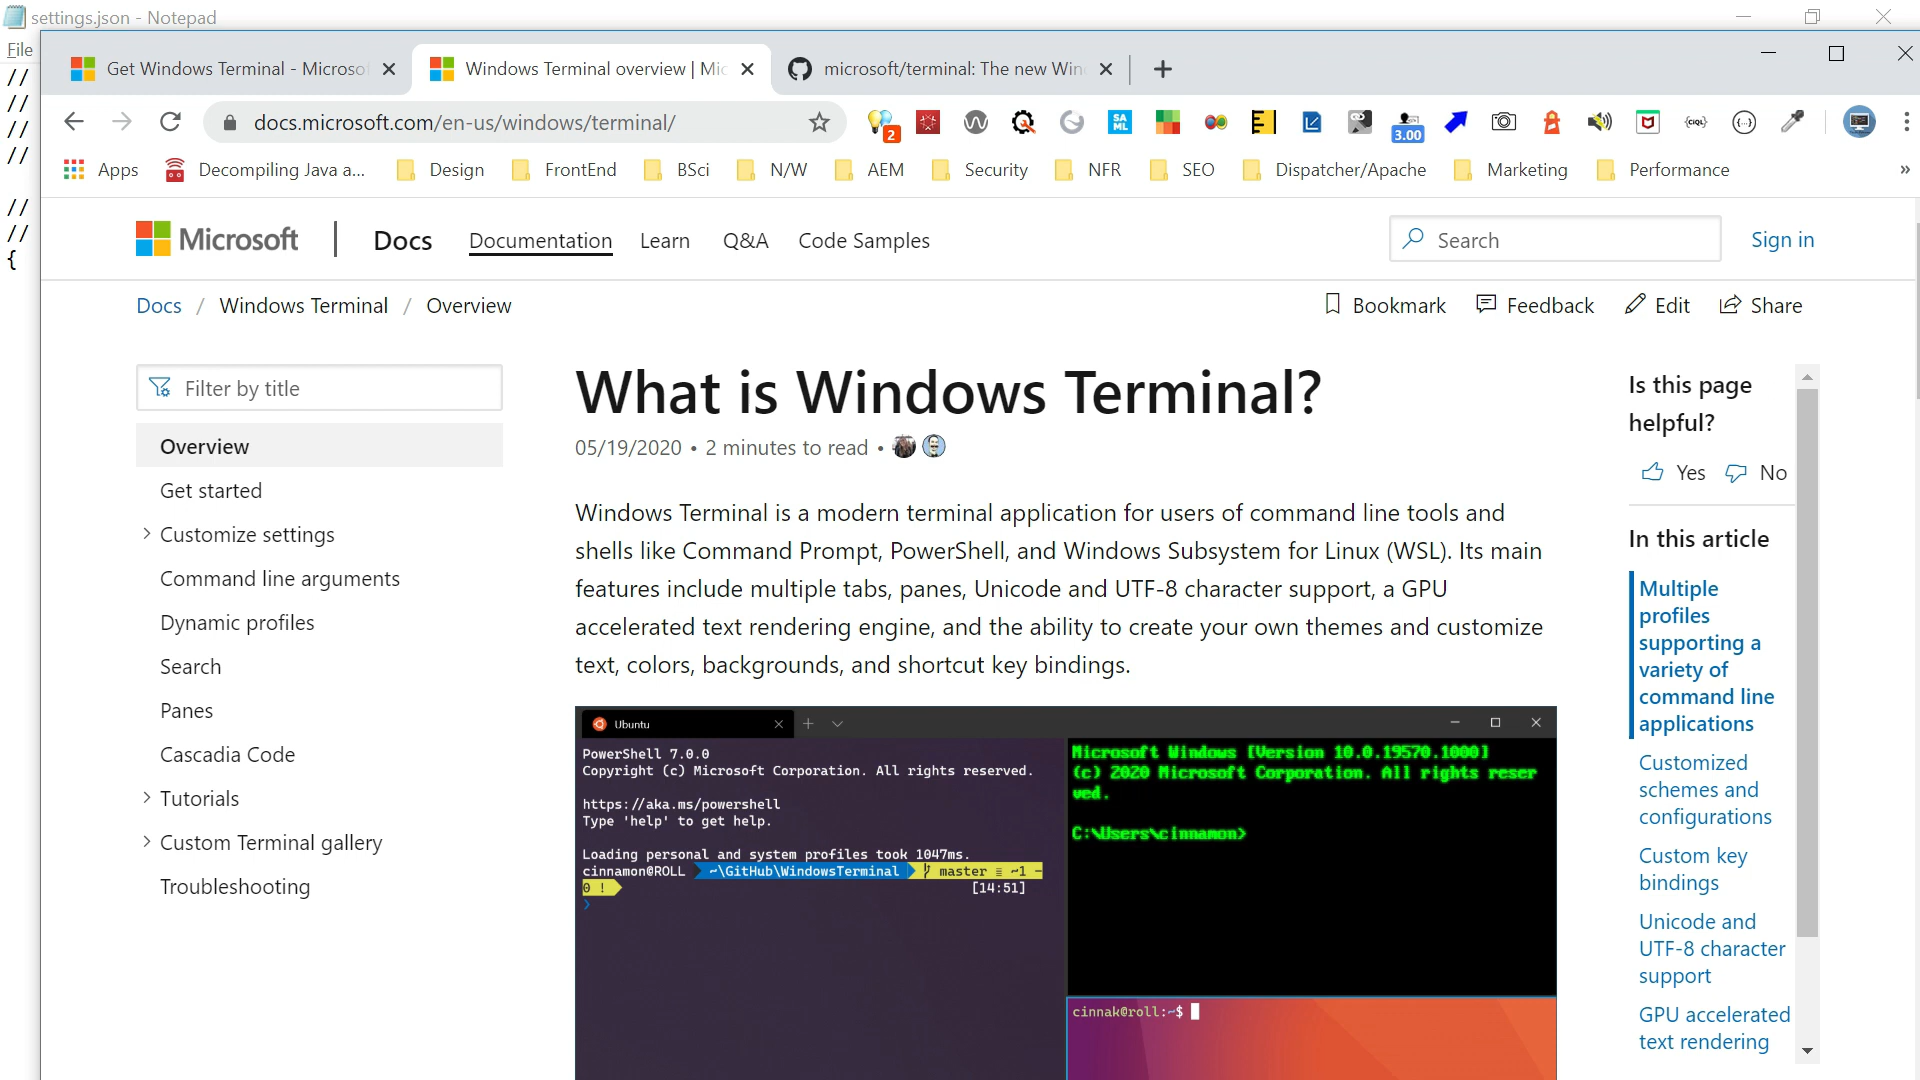 settings.json - Notepad
File
//
//
//
//
//
//
{
Get Windows Terminal - Microso
Windows Terminal overview | Mic
microsoft/terminal: The new Win
docs.microsoft.com/en-us/windows/terminal/
2
SA
ML
3.00
CIQL
Apps
Decompiling Java a...
Design
FrontEnd
BSci
N/W
AEM
Security
NFR
SEO
Dispatcher/Apache
Marketing
Performance
»
Microsoft
Docs
Documentation
Learn
Q&A
Code Samples
Search
Sign in
Docs / Windows Terminal / Overview
Bookmark
Feedback
Edit
Share
Filter by title
Overview
Get started
Customize settings
Command line arguments
Dynamic profiles
Search
Panes
Cascadia Code
Tutorials
Custom Terminal gallery
Troubleshooting
What is Windows Terminal?
05/19/2020 • 2 minutes to read •
Windows Terminal is a modern terminal application for users of command line tools and
shells like Command Prompt, PowerShell, and Windows Subsystem for Linux (WSL). Its main
features include multiple tabs, panes, Unicode and UTF-8 character support, a GPU
accelerated text rendering engine, and the ability to create your own themes and customize
text, colors, backgrounds, and shortcut key bindings.
Ubuntu
PowerShell 7.0.0
Copyright (c) Microsoft Corporation. All rights reserved.
https://aka.ms/powershell
Type 'help' to get help.
Loading personal and system profiles took 1047ms.
cinnamon@ROLL ~\GitHub\WindowsTerminal master ≡ ~1 -
0 ! [14:51]
❯
Microsoft Windows [Version 10.0.19570.1000]
(c) 2020 Microsoft Corporation. All rights reser
ved.
C:\Users\cinnamon>
cinnak@roll:~$
Is this page
helpful?
Yes
No
In this article
Multiple
profiles
supporting a
variety of
command line
applications
Customized
schemes and
configurations
Custom key
bindings
Unicode and
UTF-8 character
support
GPU accelerated
text rendering